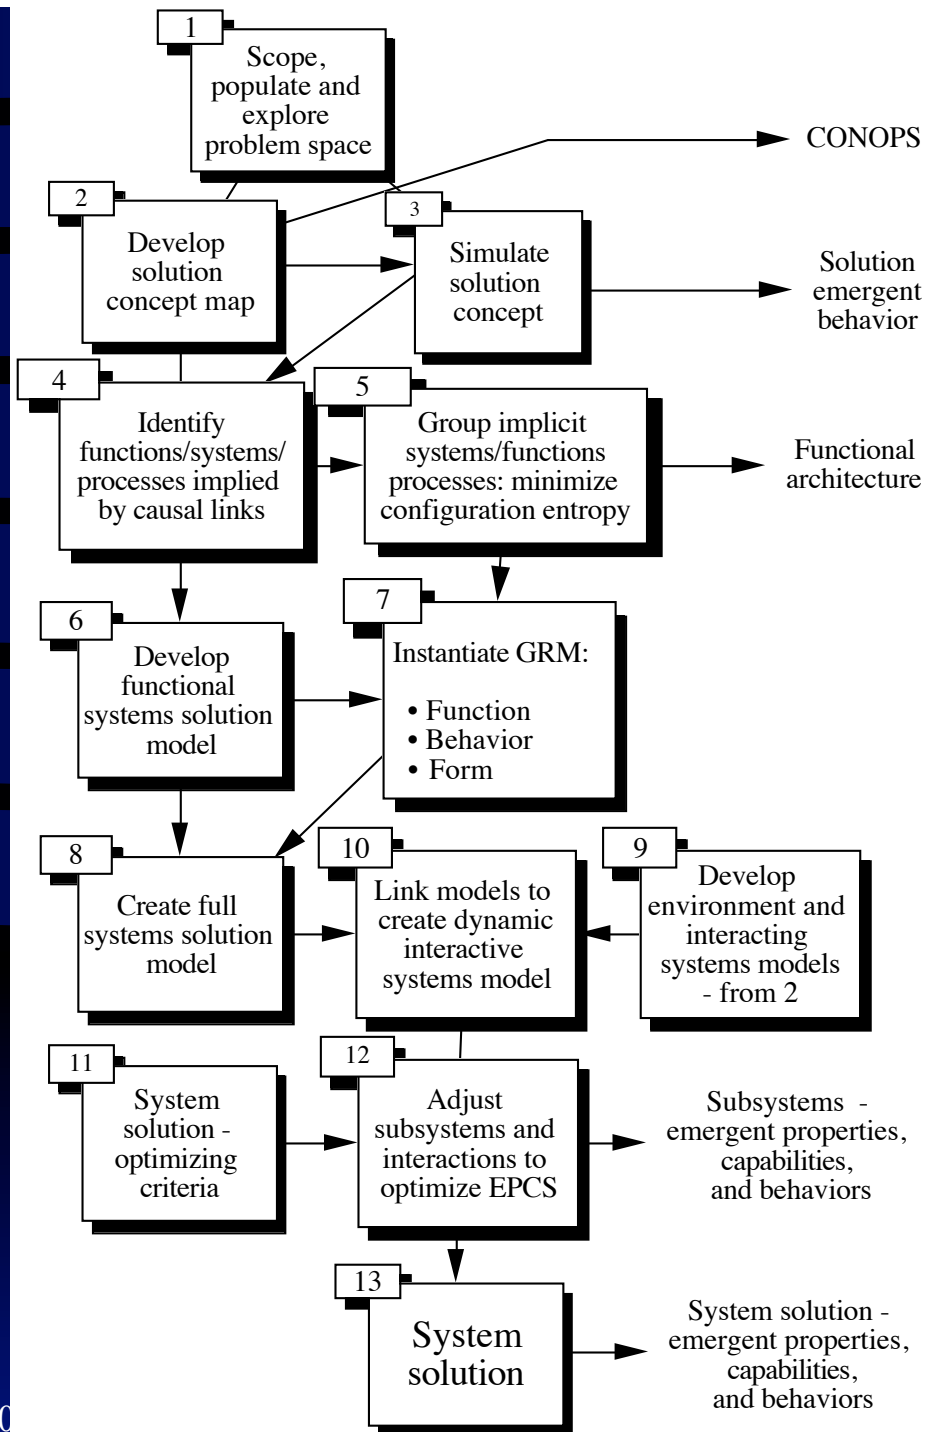 1
Scope,
populate and
explore
problem space
CONOPS
2
Develop
solution
concept map
3
Simulate
solution
concept
Solution
emergent
behavior
4
Identify
functions/systems/
processes implied
by causal links
5
Group implicit
systems/functions
processes: minimize
configuration entropy
Functional
architecture
6
Develop
functional
systems solution
model
7
Instantiate GRM:
• Function
• Behavior
• Form
8
Create full
systems solution
model
10
Link models to
create dynamic
interactive
systems model
9
Develop
environment and
interacting
systems models
- from 2
11
System
solution -
optimizing
criteria
12
Adjust
subsystems and
interactions to
optimize EPCS
Subsystems -
emergent properties,
capabilities,
and behaviors
13
System
solution
System solution -
emergent properties,
capabilities,
and behaviors